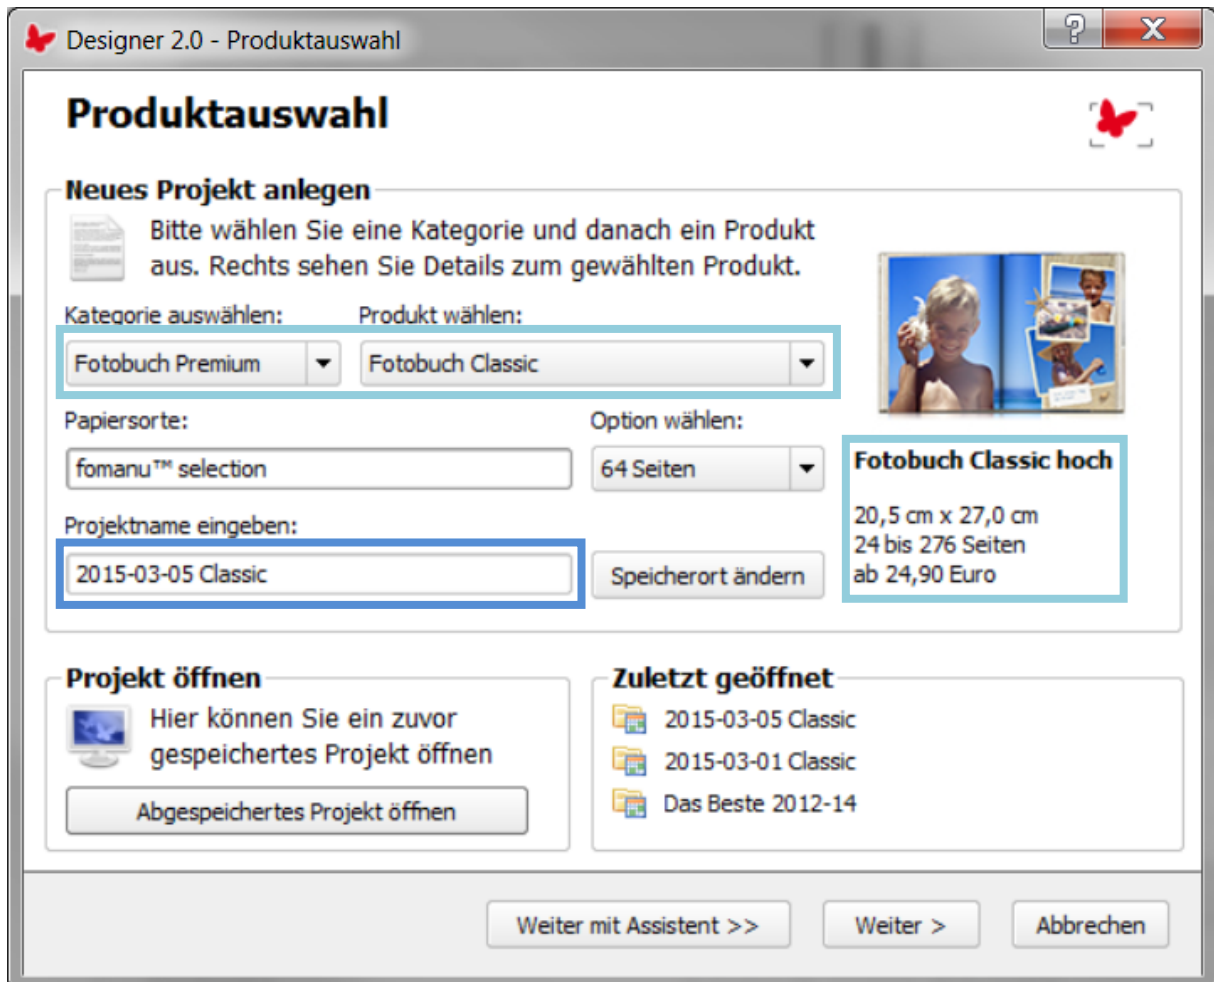 Designer 2.0 - Produktauswahl
?
X
Produktauswahl
Neues Projekt anlegen
Bitte wählen Sie eine Kategorie und danach ein Produkt
aus. Rechts sehen Sie Details zum gewählten Produkt.
Kategorie auswählen:
Produkt wählen:
Fotobuch Premium
Fotobuch Classic
Papiersorte:
Option wählen:
fomanu™ selection
64 Seiten
Projektname eingeben:
2015-03-05 Classic
Speicherort ändern
Fotobuch Classic hoch
20,5 cm x 27,0 cm
24 bis 276 Seiten
ab 24,90 Euro
Projekt öffnen
Hier können Sie ein zuvor
gespeichertes Projekt öffnen
Abgespeichertes Projekt öffnen
Zuletzt geöffnet
2015-03-05 Classic
2015-03-01 Classic
Das Beste 2012-14
Weiter mit Assistent >>
Weiter >
Abbrechen